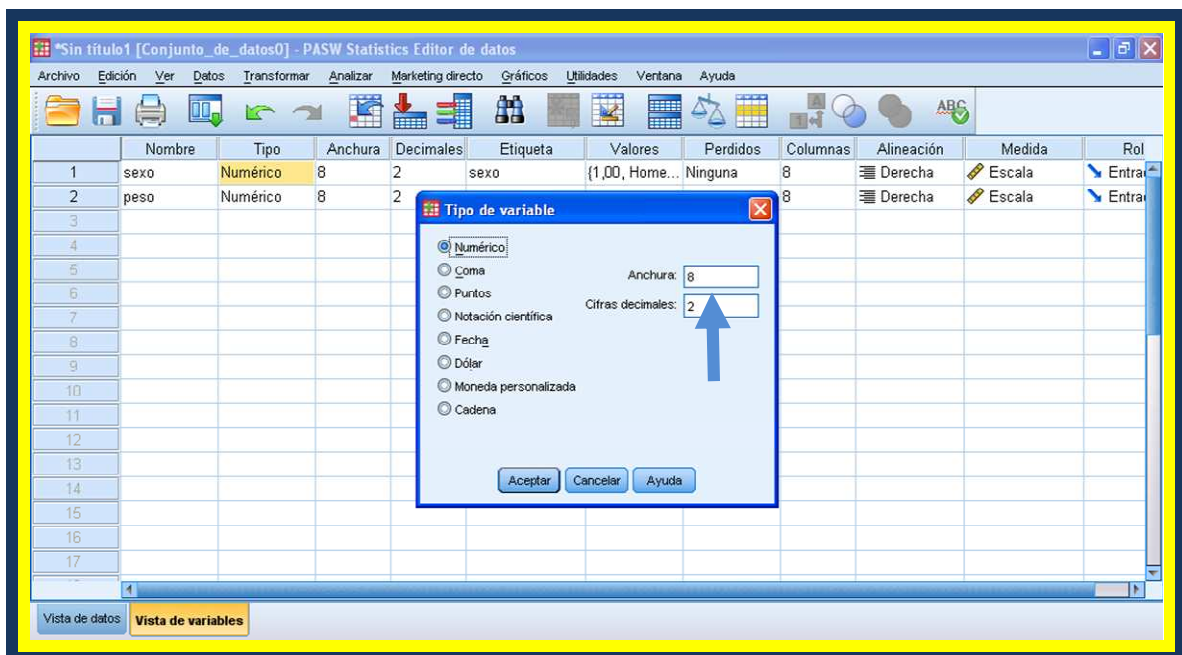 *Sin título1 [Conjunto_de_datos0] - PASW Statistics Editor de datos
Archivo Edición Ver Datos Transformar Analizar Marketing directo Gráficos Utilidades Ventana Ayuda
A
1
ABC
Nombre Tipo Anchura Decimales Etiqueta Valores Perdidos Columnas Alineación Medida Rol
1 sexo Numérico 8 2 sexo {1,00, Home... Ninguna 8 Derecha Escala Entra
2 peso Numérico 8 2 8 Derecha Escala Entra
Tipo de variable
Numérico
Coma
Puntos
Notación científica
Fecha
Dólar
Moneda personalizada
Cadena
Anchura: 8
Cifras decimales: 2
Aceptar Cancelar Ayuda
3
4
5
6
7
8
9
10
11
12
13
14
15
16
17
Vista de datos Vista de variables